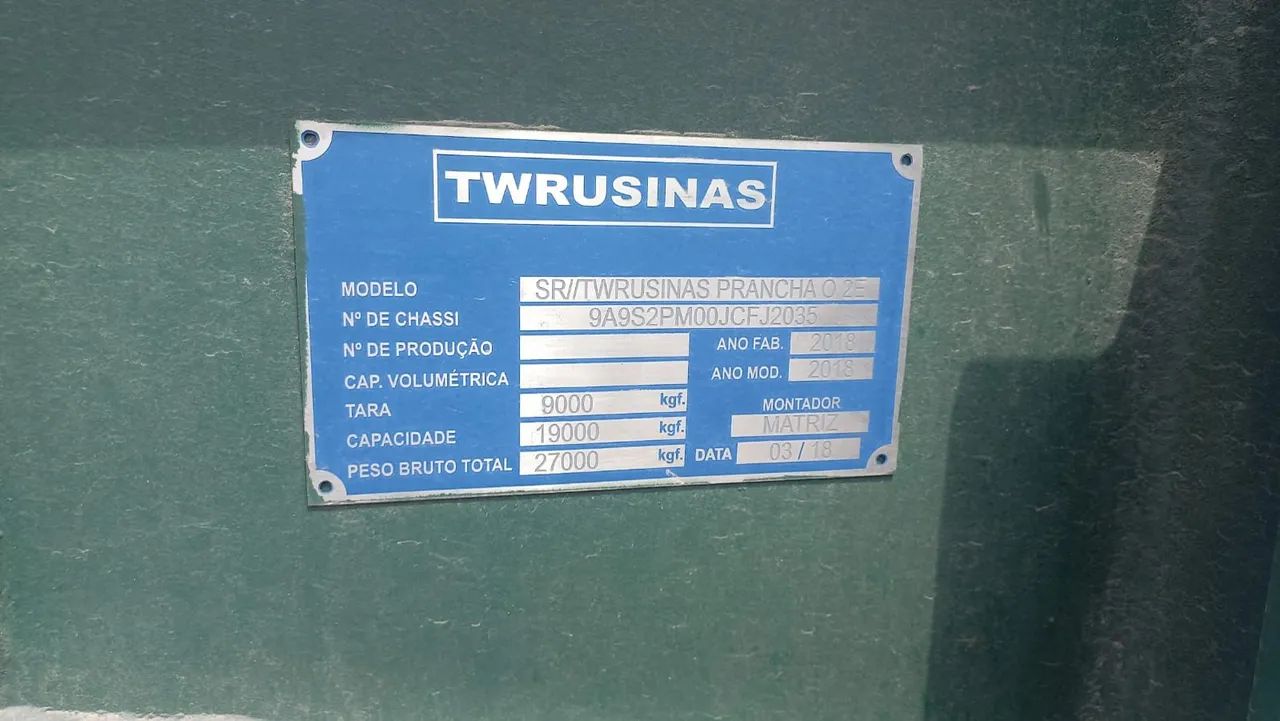 TWRUSINAS
MODELO SR//TWRUSINAS PRANCHA O 2E
Nº DE CHASSI 9A9S2PM00JCFJ2035
Nº DE PRODUÇÃO ANO FAB. 2018
CAP. VOLUMÉTRICA ANO MOD. 2018
TARA 9000 kgf. MONTADOR
CAPACIDADE 19000 kgf. MATRIZ
PESO BRUTO TOTAL 27000 kgf. DATA 03 / 18